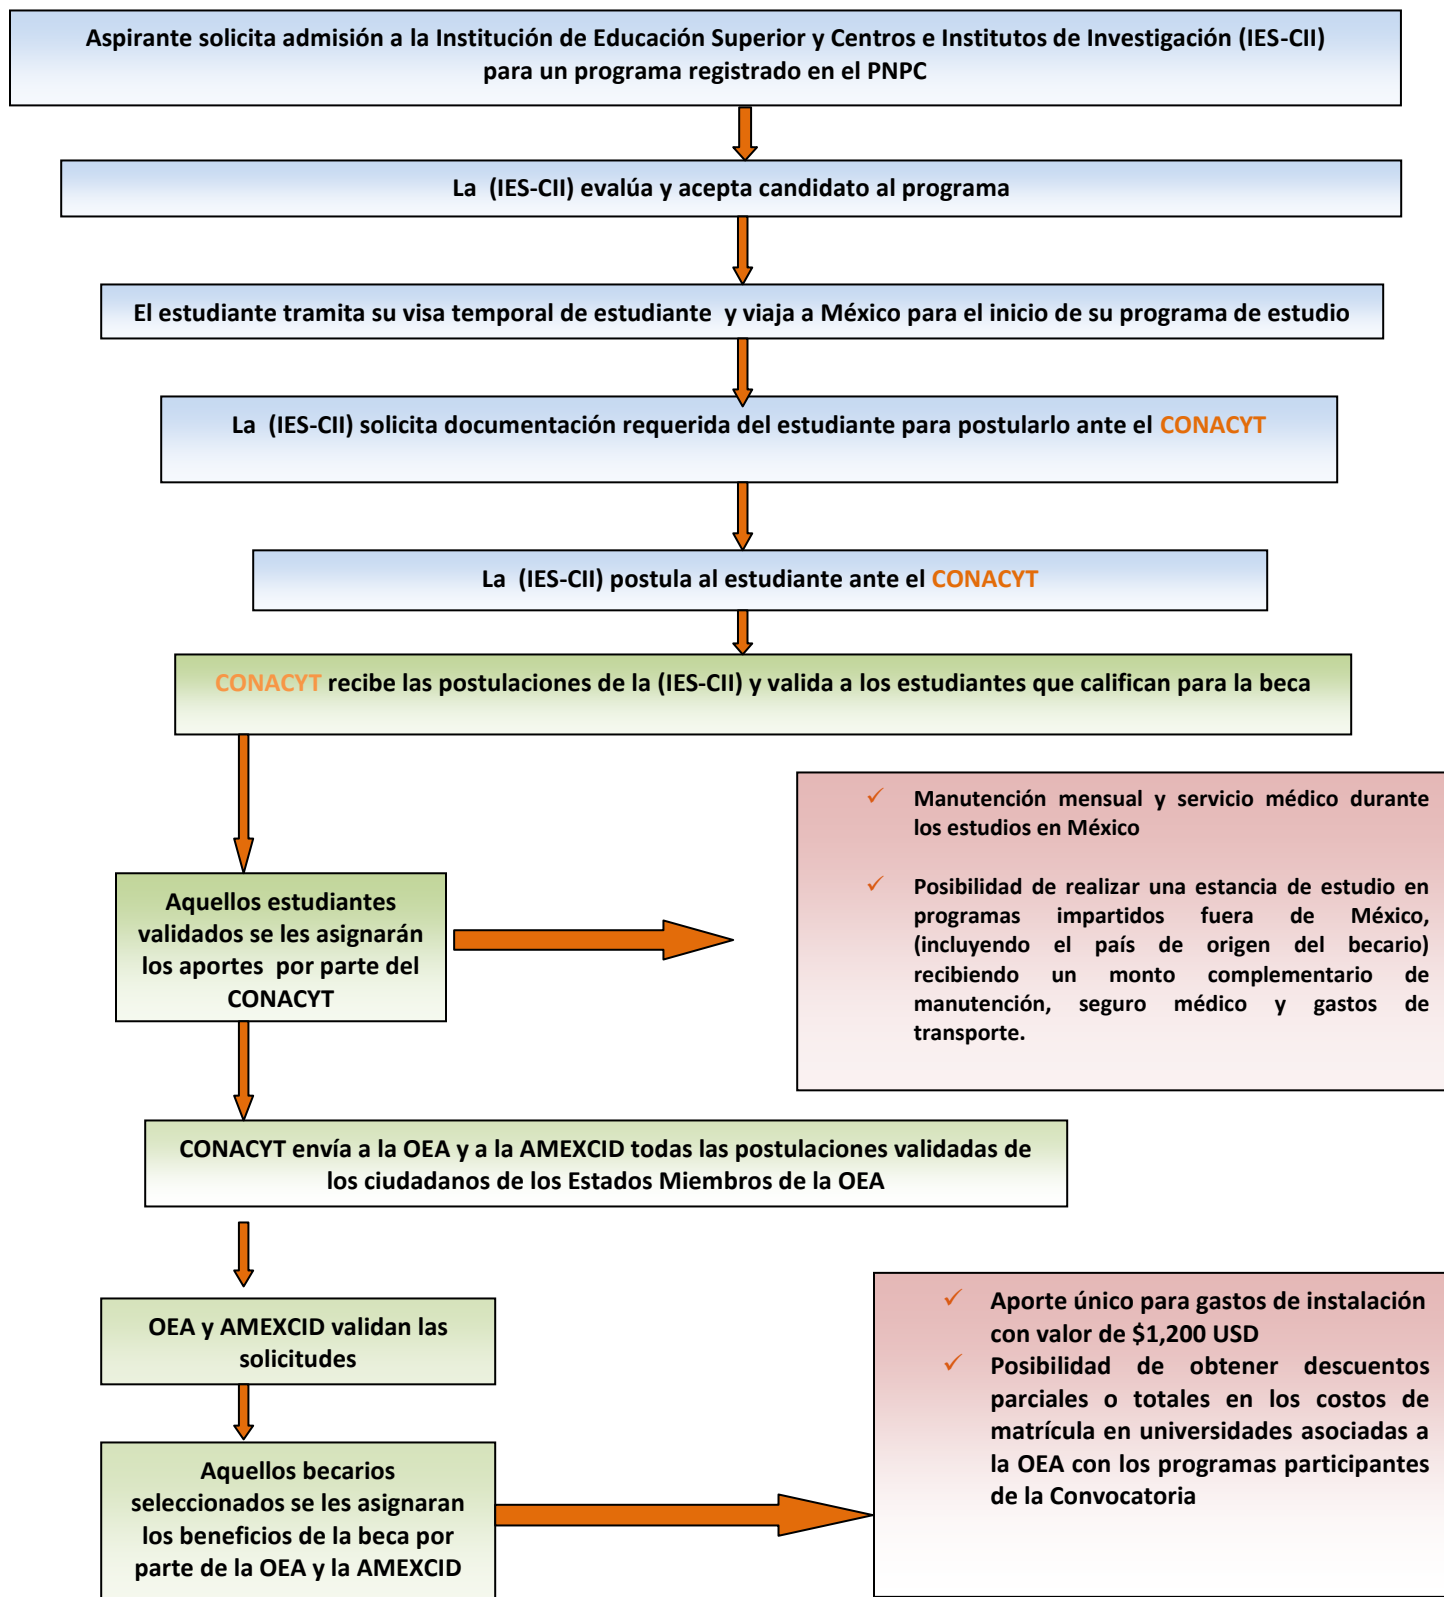 Aspirante solicita admisión a la Institución de Educación Superior y Centros e Institutos de Investigación (IES-CII)
para un programa registrado en el PNPC
La (IES-CII) evalúa y acepta candidato al programa
El estudiante tramita su visa temporal de estudiante y viaja a México para el inicio de su programa de estudio
La (IES-CII) solicita documentación requerida del estudiante para postularlo ante el CONACYT
La (IES-CII) postula al estudiante ante el CONACYT
CONACYT recibe las postulaciones de la (IES-CII) y valida a los estudiantes que califican para la beca
✓ Manutención mensual y servicio médico durante
los estudios en México
✓ Posibilidad de realizar una estancia de estudio en
programas impartidos fuera de México,
(incluyendo el país de origen del becario)
recibiendo un monto complementario de
manutención, seguro médico y gastos de
transporte.
Aquellos estudiantes
validados se les asignarán
los aportes por parte del
CONACYT
CONACYT envía a la OEA y a la AMEXCID todas las postulaciones validadas de
los ciudadanos de los Estados Miembros de la OEA
OEA y AMEXCID validan las
solicitudes
✓ Aporte único para gastos de instalación
con valor de $1,200 USD
✓ Posibilidad de obtener descuentos
parciales o totales en los costos de
matrícula en universidades asociadas a
la OEA con los programas participantes
de la Convocatoria
Aquellos becarios
seleccionados se les asignaran
los beneficios de la beca por
parte de la OEA y la AMEXCID